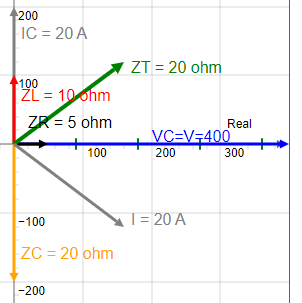 200
IC = 20 A
ZT = 20 ohm
100
ZL = 10 ohm
ZR = 5 ohm
Real
VC=V=400
100
200
300
−100
I = 20 A
ZC = 20 ohm
−200